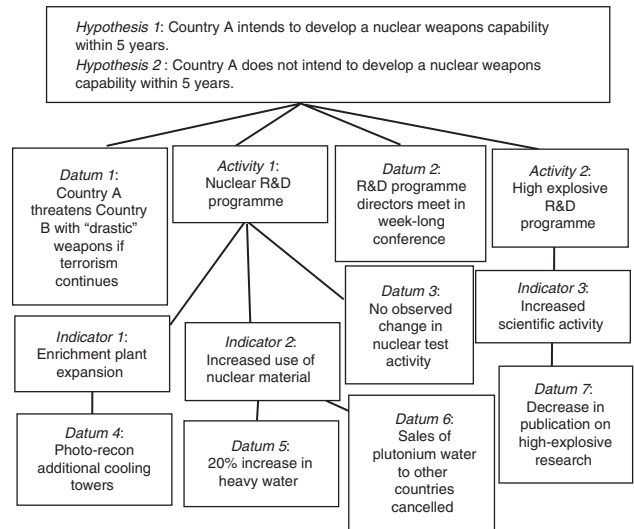 Hypothesis 1: Country A intends to develop a nuclear weapons capability
within 5 years.
Hypothesis 2 : Country A does not intend to develop a nuclear weapons
capability within 5 years.
Datum 1:
Country A
threatens Country
B with “drastic”
weapons if
terrorism
continues
Activity 1:
Nuclear R&D
programme
Datum 2:
R&D programme
directors meet in
week-long
conference
Activity 2:
High explosive
R&D
programme
Indicator 1:
Enrichment plant
expansion
Indicator 2:
Increased use of
nuclear material
Datum 3:
No observed
change in
nuclear test
activity
Indicator 3:
Increased
scientific activity
Datum 4:
Photo-recon
additional cooling
towers
Datum 5:
20% increase in
heavy water
Datum 6:
Sales of
plutonium water
to other
countries
cancelled
Datum 7:
Decrease in
publication on
high-explosive
research